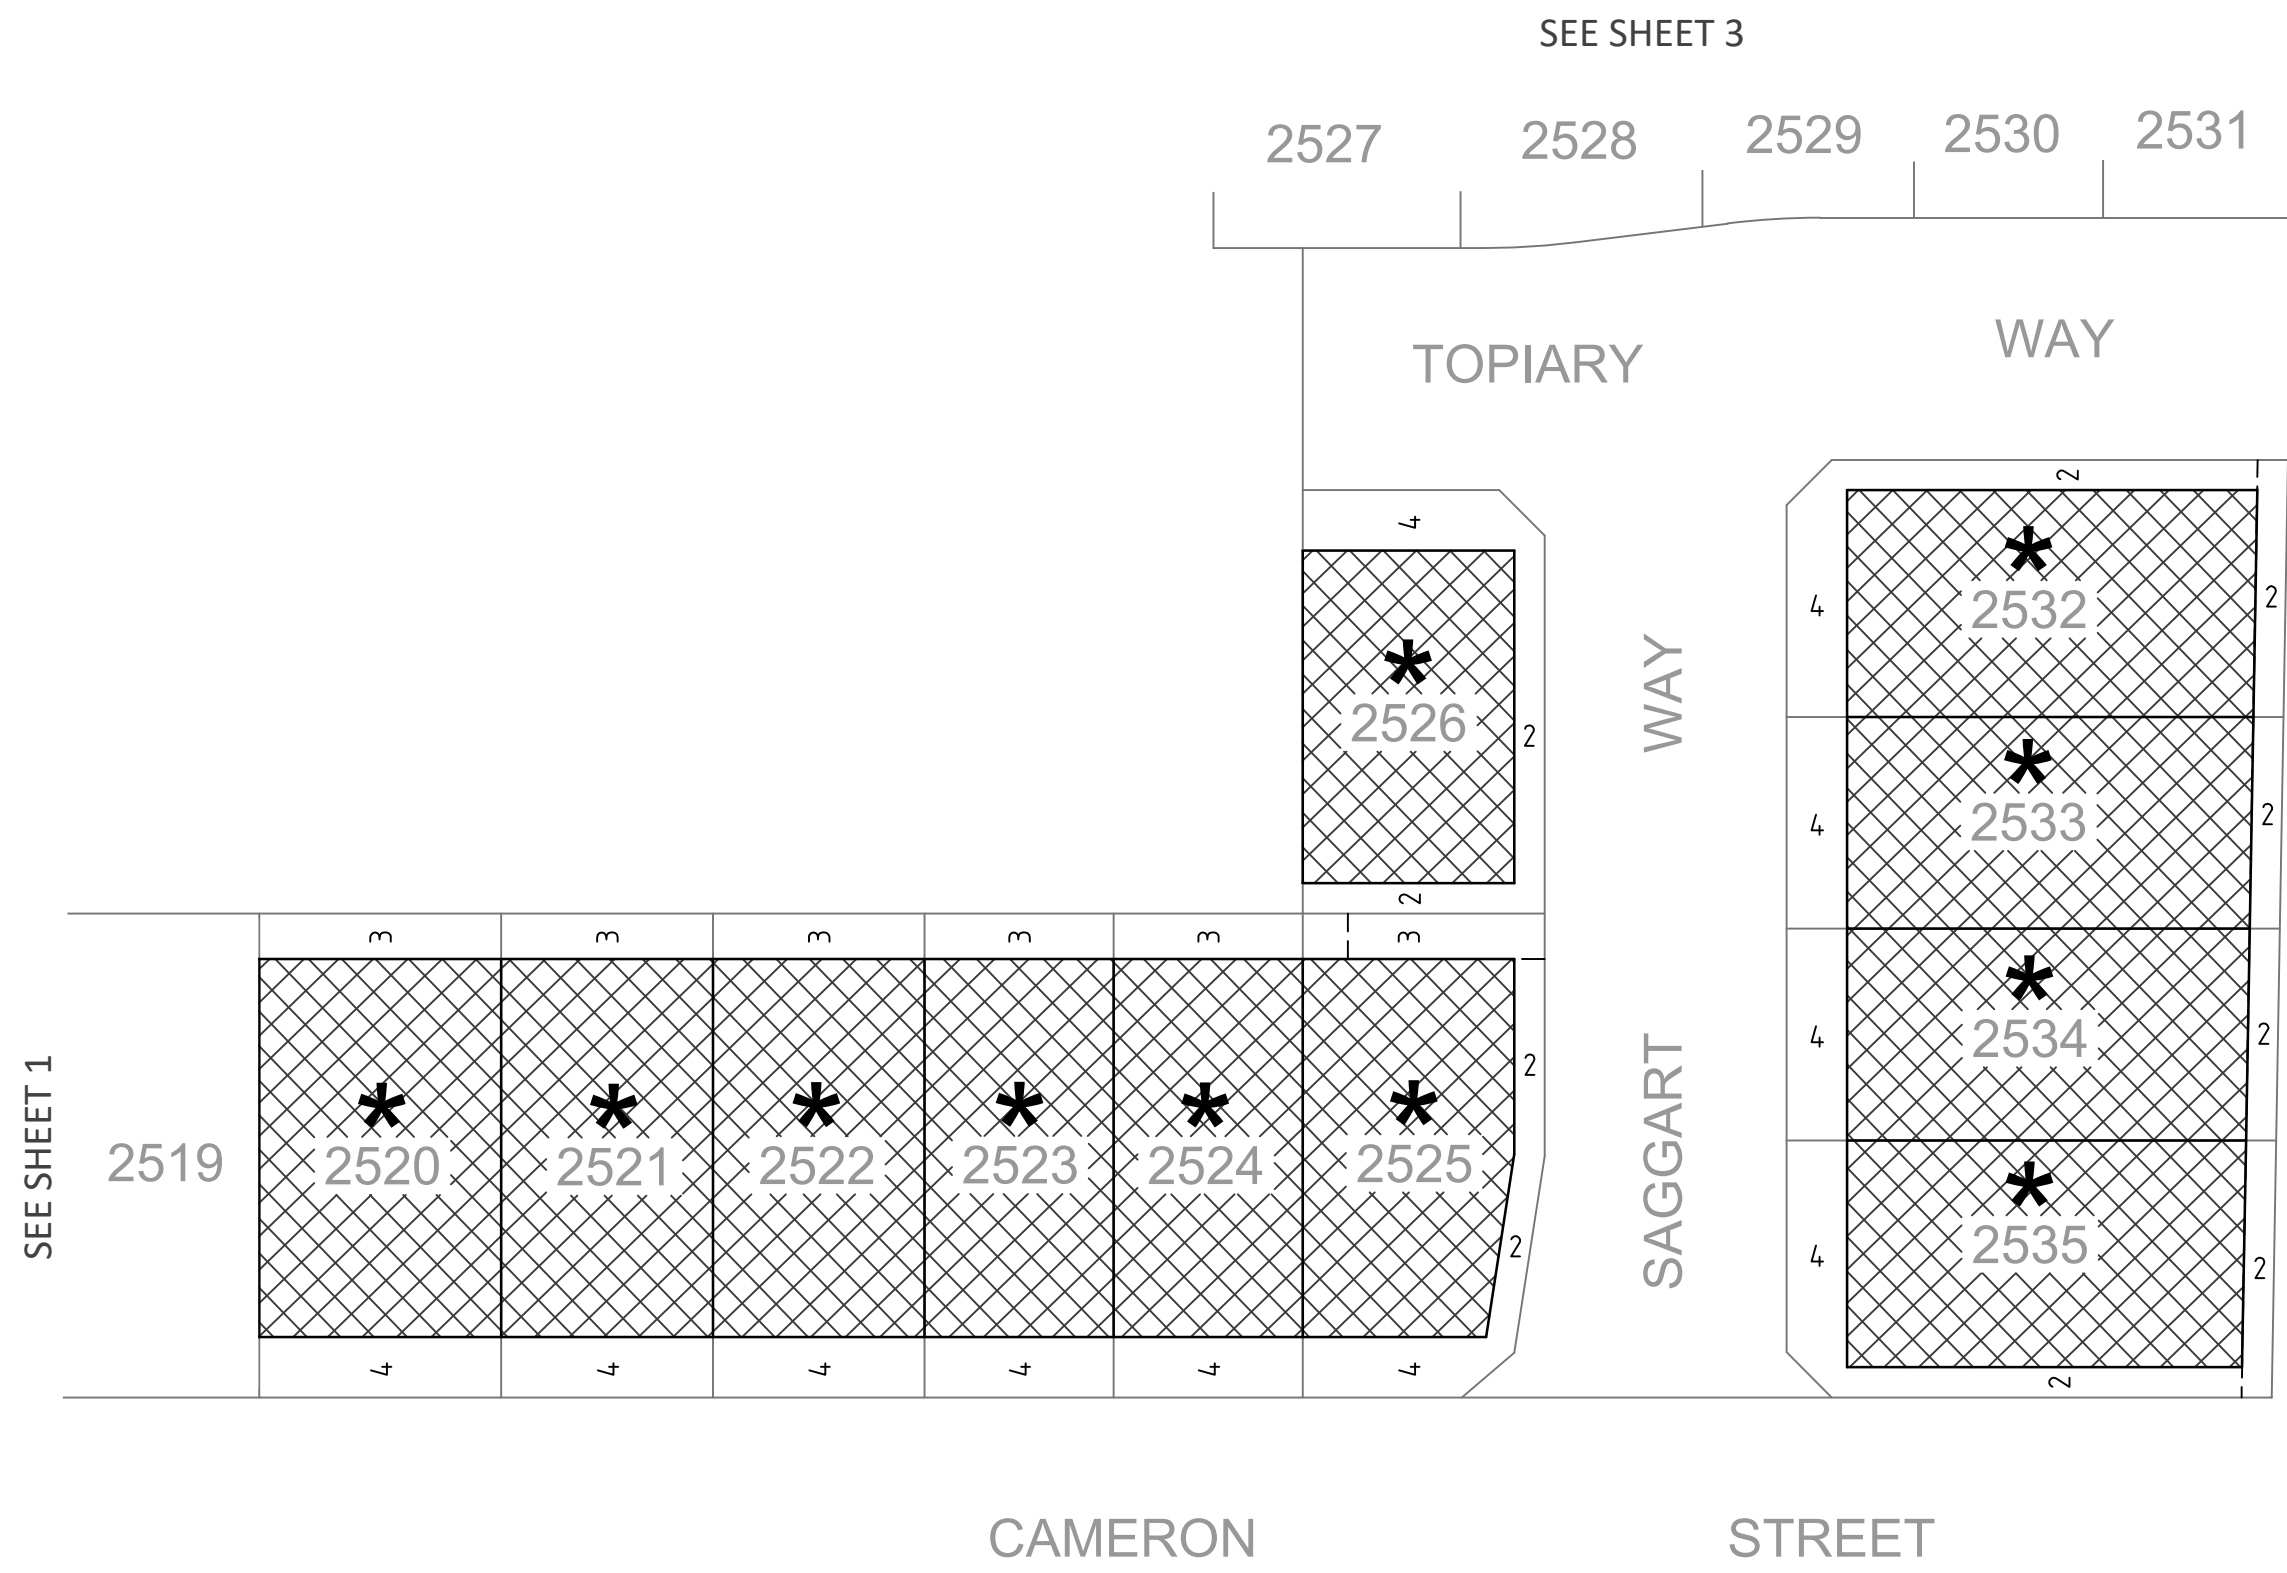 SEE SHEET 3
2527 2528 2529 2530 2531
TOPIARY WAY
2
4
4 * 2532 2
* 2526 2
WAY
4 * 2533 2
2
3 3 3 3 3 3
4 * 2534 2
2
SEE SHEET 1
2519 * 2520 * 2521 * 2522 * 2523 * 2524 * 2525
SAGGART
4 * 2535 2
2
4 4 4 4 4 4
2
CAMERON STREET